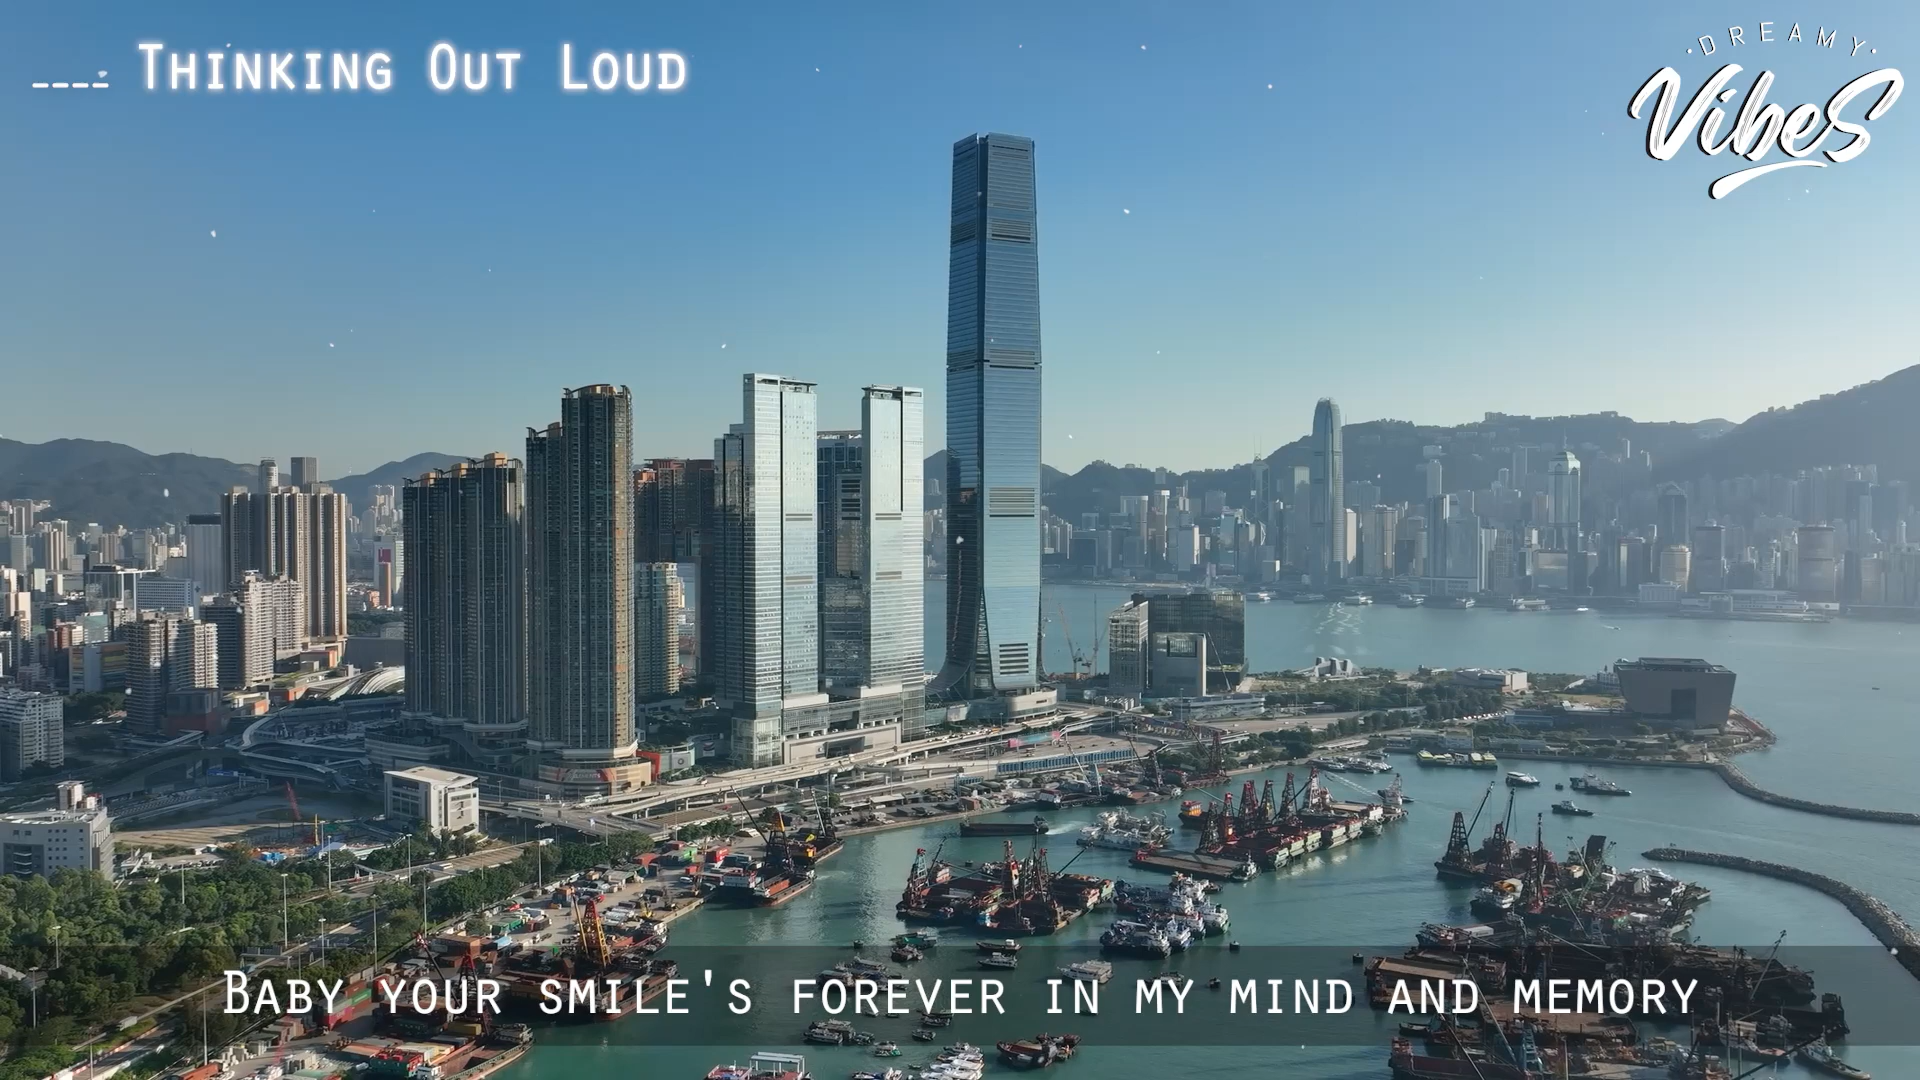 ---- Thinking Out Loud
·DREAMY·
Vibes
Baby your smile's forever in my mind and memory